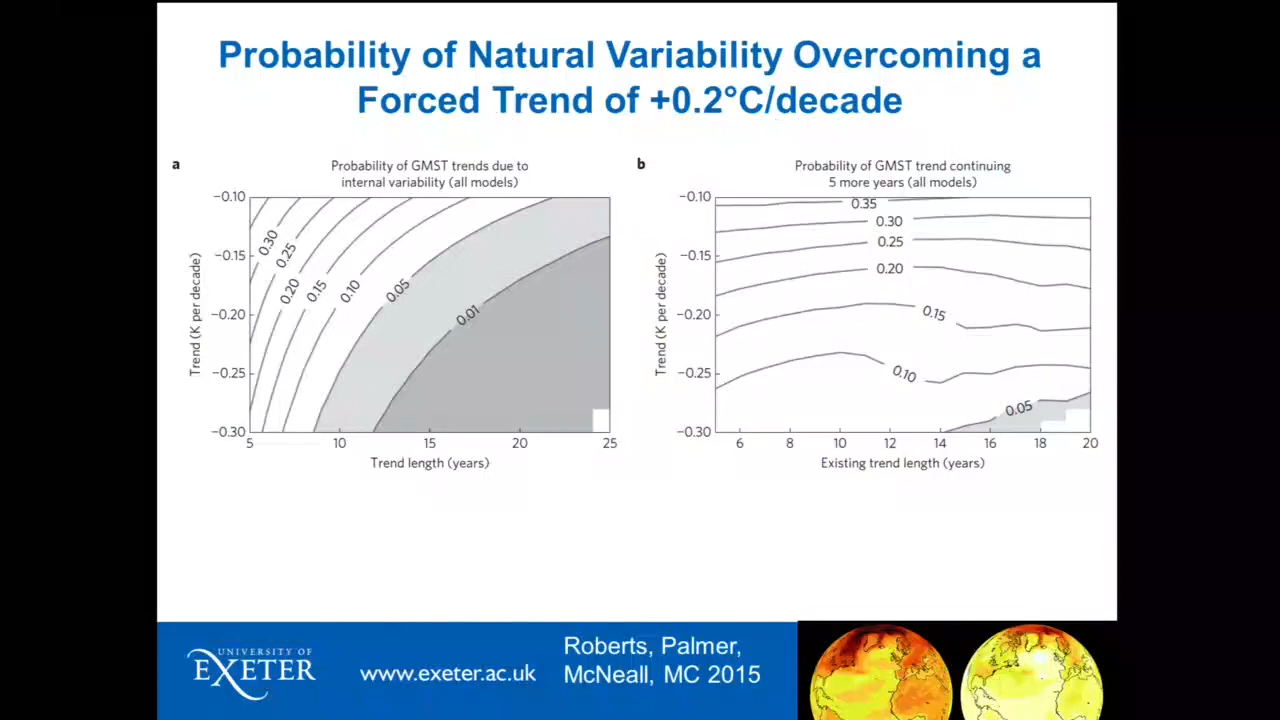 Probability of Natural Variability Overcoming a
Forced Trend of +0.2°C/decade
a
Probability of GMST trends due to
internal variability (all models)
−0.10
−0.15
−0.20
−0.25
−0.30
Trend (K per decade)
0.30
0.25
0.20
0.15
0.10
0.05
0.01
5
10
15
20
25
Trend length (years)
b
Probability of GMST trend continuing
5 more years (all models)
−0.10
−0.15
−0.20
−0.25
−0.30
Trend (K per decade)
0.35
0.30
0.25
0.20
0.15
0.10
0.05
6
8
10
12
14
16
18
20
Existing trend length (years)
UNIVERSITY OF
EXETER
www.exeter.ac.uk
Roberts, Palmer,
McNeall, MC 2015